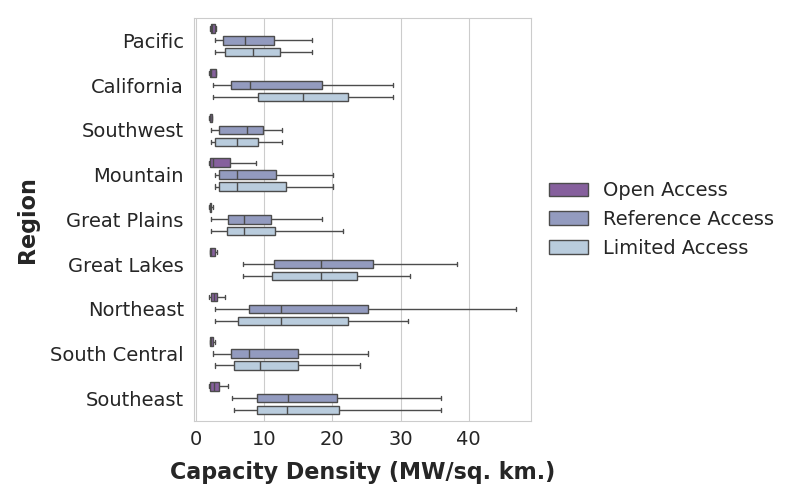 Region
Pacific
California
Southwest
Mountain
Great Plains
Great Lakes
Northeast
South Central
Southeast
0 10 20 30 40
Capacity Density (MW/sq. km.)
Open Access
Reference Access
Limited Access